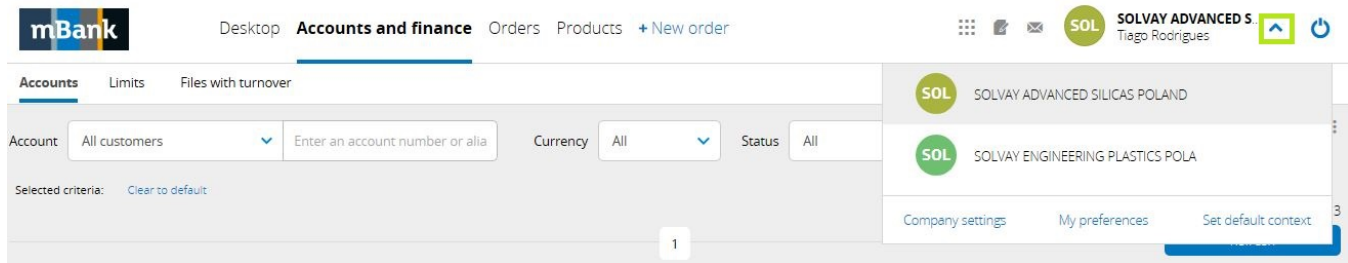 mBank
Desktop Accounts and finance Orders Products + New order
SOL
SOLVAY ADVANCED S...
Tiago Rodrigues
Accounts Limits Files with turnover
SOL SOLVAY ADVANCED SILICAS POLAND
Account All customers Enter an account number or alia Currency All Status All
SOL SOLVAY ENGINEERING PLASTICS POLA
Selected criteria: Clear to default
Company settings My preferences Set default context
3
1